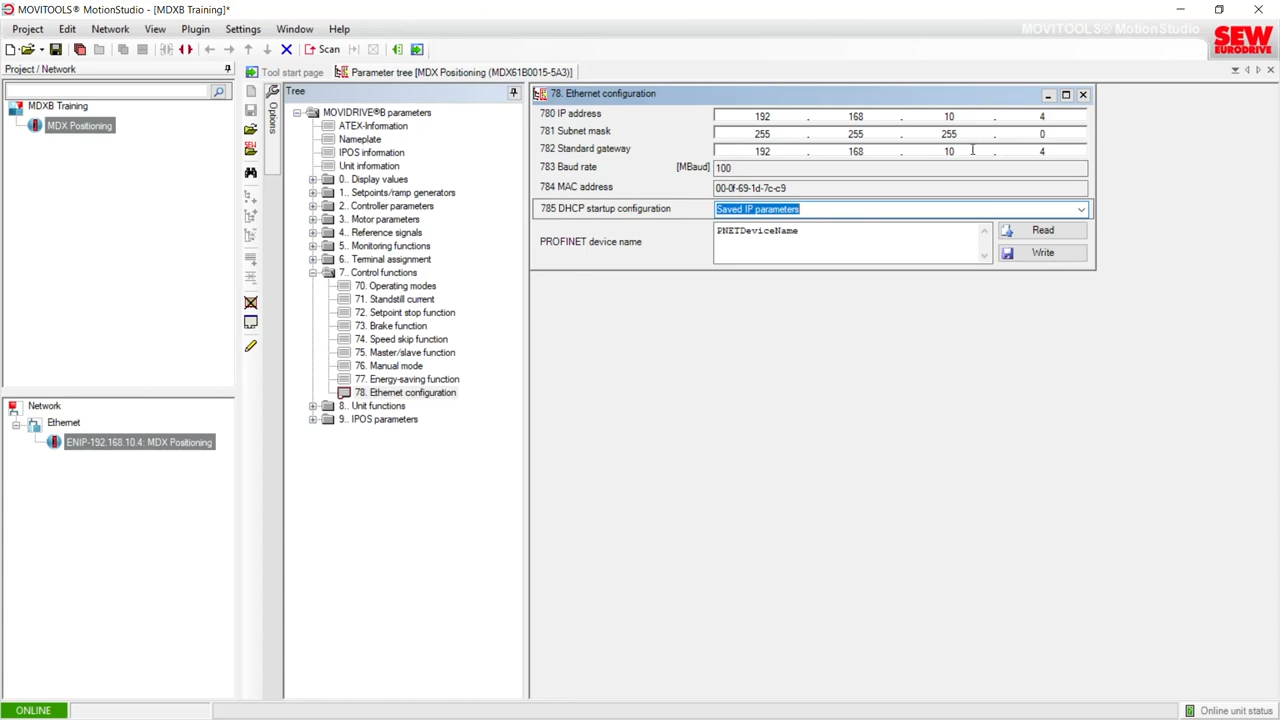 MOVITOOLS® MotionStudio - [MDXB Training]*
Project Edit Network View Plugin Settings Window Help
MOVITOOLS® MotionStudio
SEW
EURODRIVE
Scan
Project / Network
Tool start page
Parameter tree [MDX Positioning (MDX61B0015-5A3)]
MDXB Training
MDX Positioning
Network
Ethernet
ENIP-192.168.10.4: MDX Positioning
Options
Tree
MOVIDRIVE®B parameters
ATEX-Information
Nameplate
IPOS information
Unit information
0.. Display values
1.. Setpoints/ramp generators
2.. Controller parameters
3.. Motor parameters
4.. Reference signals
5.. Monitoring functions
6.. Terminal assignment
7.. Control functions
70. Operating modes
71. Standstill current
72. Setpoint stop function
73. Brake function
74. Speed skip function
75. Master/slave function
76. Manual mode
77. Energy-saving function
78. Ethernet configuration
8.. Unit functions
9.. IPOS parameters
78. Ethernet configuration
780 IP address 192 . 168 . 10 . 4
781 Subnet mask 255 . 255 . 255 . 0
782 Standard gateway 192 . 168 . 10 . 4
783 Baud rate [MBaud] 100
784 MAC address 00-0f-69-1d-7c-c9
785 DHCP startup configuration Saved IP parameters
PROFINET device name PNETDeviceName
Read
Write
ONLINE
Online unit status